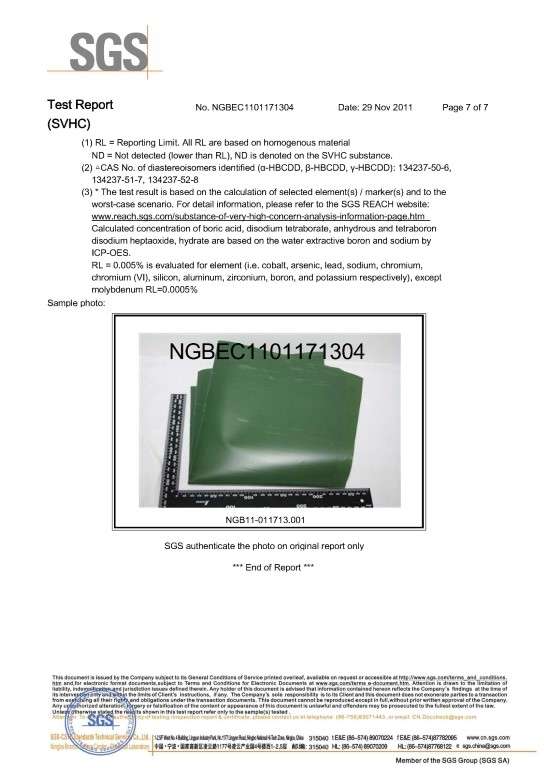 SGS
Test Report
No. NGBEC1101171304
Date: 29 Nov 2011
Page 7 of 7
(SVHC)
(1) RL = Reporting Limit. All RL are based on homogenous material
ND = Not detected (lower than RL), ND is denoted on the SVHC substance.
(2) △CAS No. of diastereoisomers identified (α-HBCDD, β-HBCDD, γ-HBCDD): 134237-50-6,
134237-51-7, 134237-52-8
(3) * The test result is based on the calculation of selected element(s) / marker(s) and to the
worst-case scenario. For detail information, please refer to the SGS REACH website:
www.reach.sgs.com/substance-of-very-high-concern-analysis-information-page.htm
Calculated concentration of boric acid, disodium tetraborate, anhydrous and tetraboron
disodium heptaoxide, hydrate are based on the water extractive boron and sodium by
ICP-OES.
RL = 0.005% is evaluated for element (i.e. cobalt, arsenic, lead, sodium, chromium,
chromium (VI), silicon, aluminum, zirconium, boron, and potassium respectively), except
molybdenum RL=0.0005%
Sample photo:
NGBEC1101171304
NGB11-011713.001
SGS authenticate the photo on original report only
*** End of Report ***
This document is issued by the Company subject to its General Conditions of Service printed overleaf, available on request or accessible at http://www.sgs.com/terms_and_conditions.
htm and,for electronic format documents,subject to Terms and Conditions for Electronic Documents at www.sgs.com/terms_e-document.htm. Attention is drawn to the limitation of
liability, indemnification and jurisdiction issues defined therein. Any holder of this document is advised that information contained hereon reflects the Company's findings at the time of
its intervention only and within the limits of Client's instructions, if any. The Company's sole responsibility is to its Client and this document does not exonerate parties to a transaction
from exercising all their rights and obligations under the transaction documents. This document cannot be reproduced except in full,without prior written approval of the Company.
Any unauthorized alteration, forgery or falsification of the content or appearance of this document is unlawful and offenders may be prosecuted to the fullest extent of the law.
Unless otherwise stated the results shown in this test report refer only to the sample(s) tested .
SGS
315040 t E&E (86-574) 89070224 f E&E (86-574)87782095 www.cn.sgs.com
315040 HL: (86-574) 89070209 HL: (86-574) 87768122 e sgs.china@sgs.com
Member of the SGS Group (SGS SA)